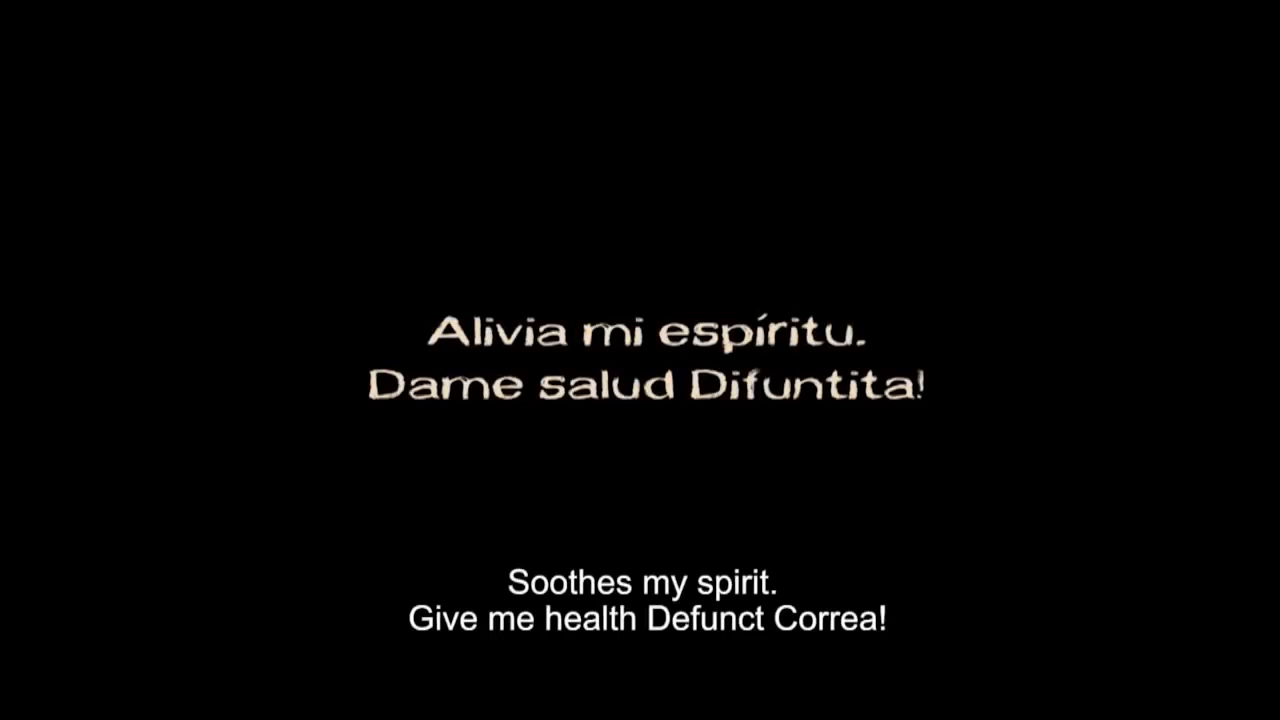 Alivia mi espíritu.
Dame salud Difuntita!
Soothes my spirit.
Give me health Defunct Correa!